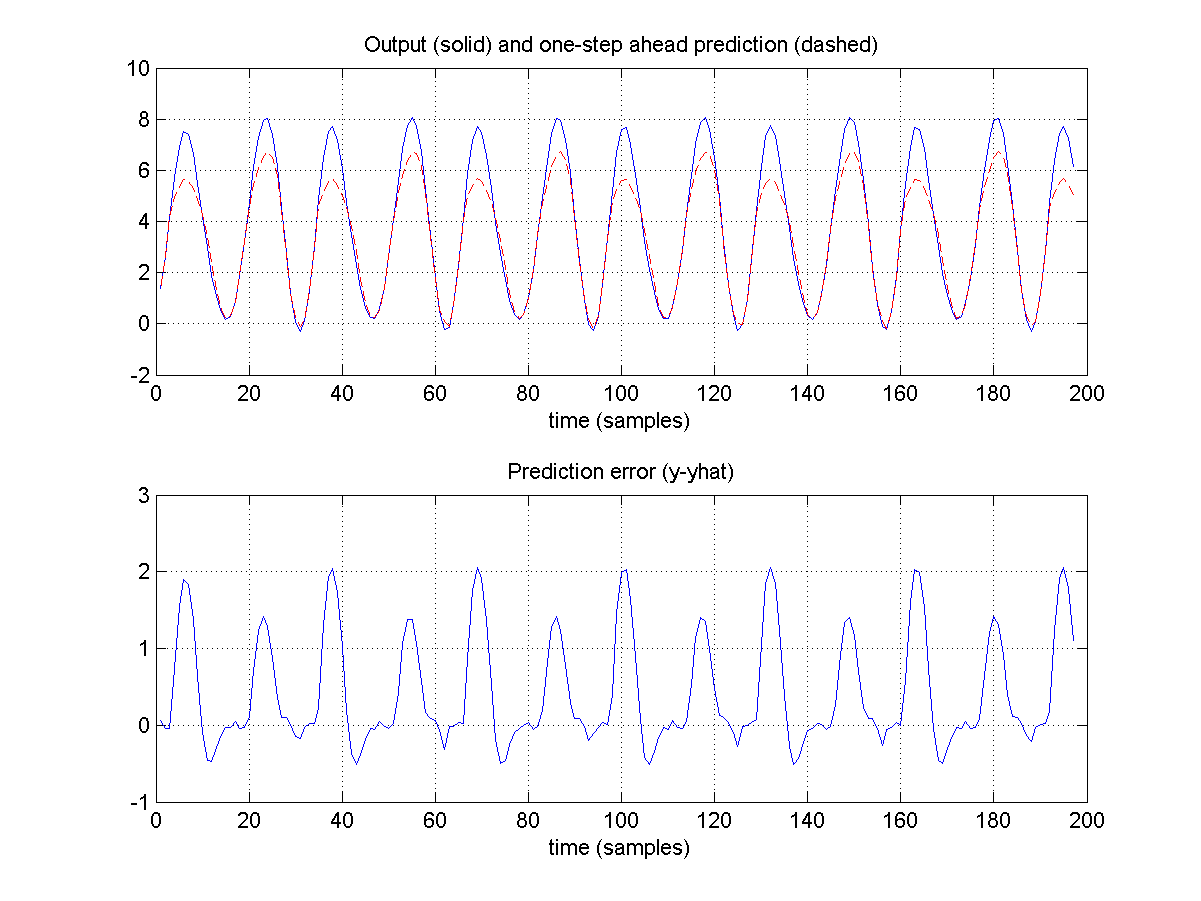 Output (solid) and one-step ahead prediction (dashed)
10
8
6
4
2
0
-2
0 20 40 60 80 100 120 140 160 180 200
time (samples)
Prediction error (y-yhat)
3
2
1
0
-1
0 20 40 60 80 100 120 140 160 180 200
time (samples)